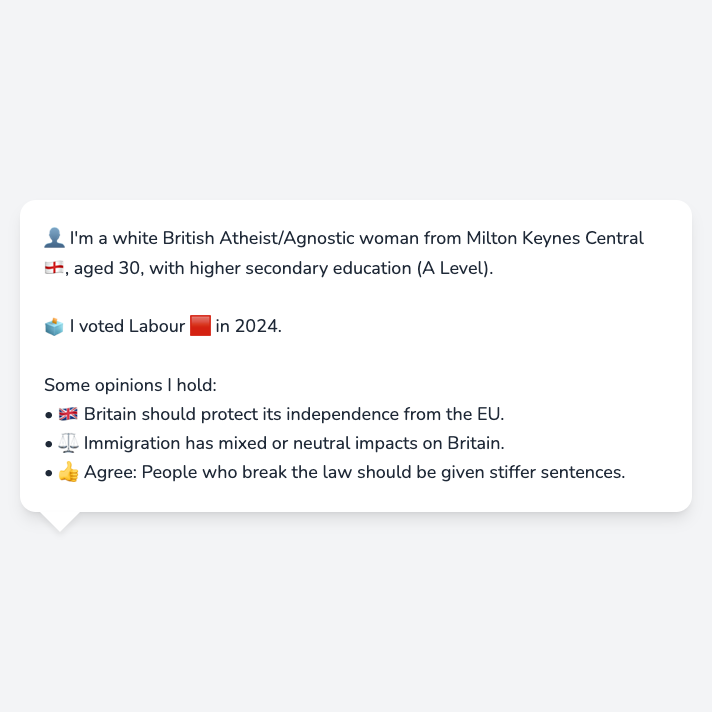 👤 I'm a white British Atheist/Agnostic woman from Milton Keynes Central
🏴󠁧󠁢󠁥󠁮󠁧󠁿, aged 30, with higher secondary education (A Level).
🗳️ I voted Labour 🟥 in 2024.
Some opinions I hold:
• 🇬🇧 Britain should protect its independence from the EU.
• ⚖️ Immigration has mixed or neutral impacts on Britain.
• 👍 Agree: People who break the law should be given stiffer sentences.